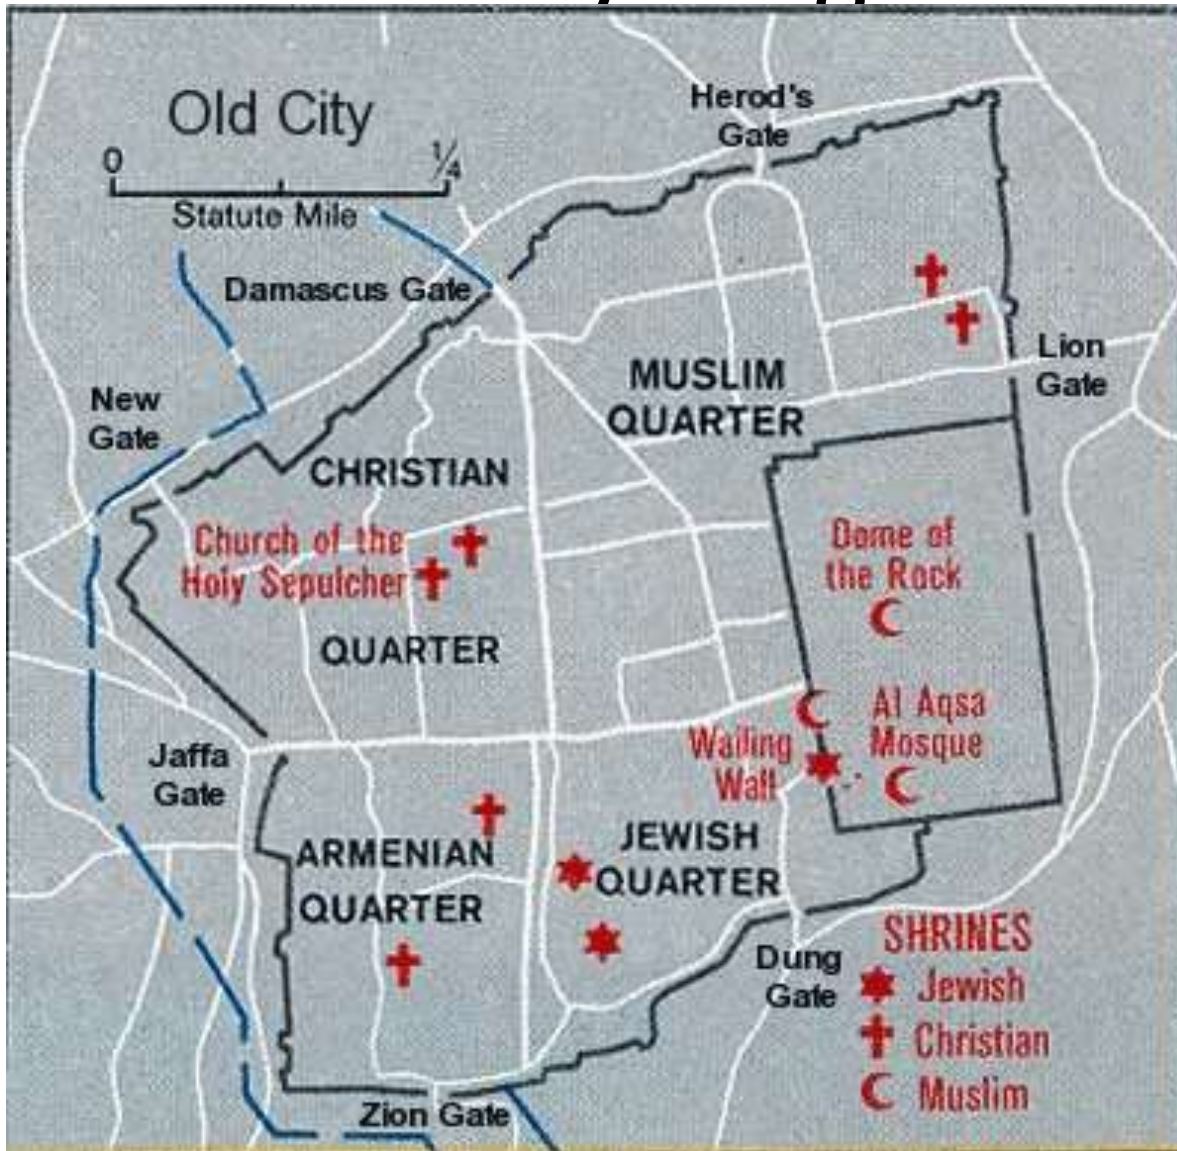 Old City
0 1/4
Statute Mile
Herod's
Gate
Damascus Gate
New
Gate
Lion
Gate
MUSLIM
QUARTER
CHRISTIAN
Church of the
Holy Sepulcher
QUARTER
Dome of
the Rock
Al Aqsa
Mosque
Wailing
Wall
Jaffa
Gate
ARMENIAN
QUARTER
JEWISH
QUARTER
Dung
Gate
Zion Gate
SHRINES
Jewish
Christian
Muslim